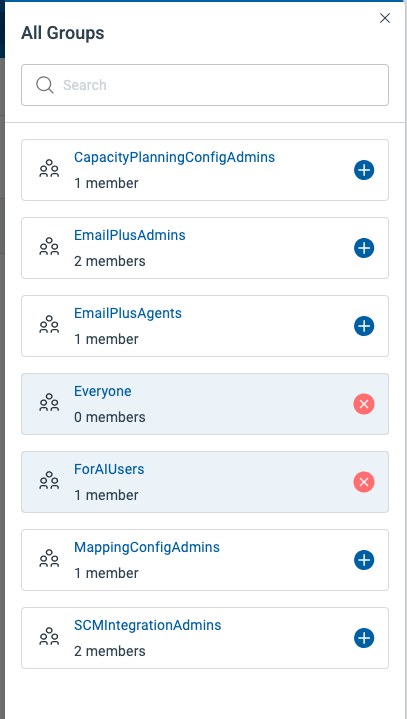 All Groups
Search
CapacityPlanningConfigAdmins
1 member
EmailPlusAdmins
2 members
EmailPlusAgents
1 member
Everyone
0 members
ForAIUsers
1 member
MappingConfigAdmins
1 member
SCMIntegrationAdmins
2 members